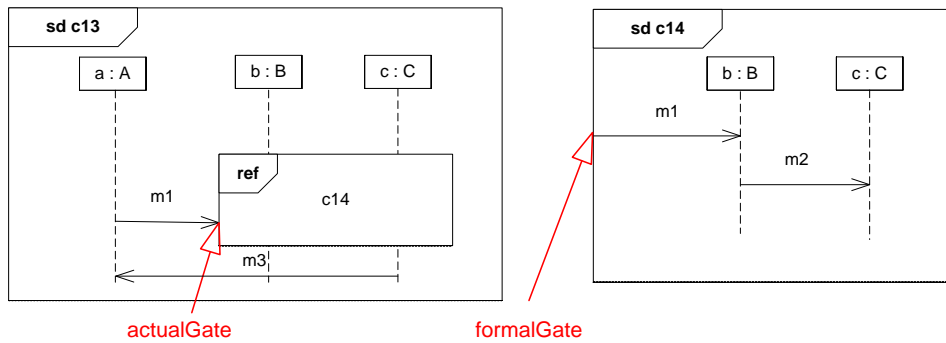 sd c13
a : A
b : B
c : C
ref
c14
m1
m3
actualGate
sd c14
b : B
c : C
m1
m2
formalGate